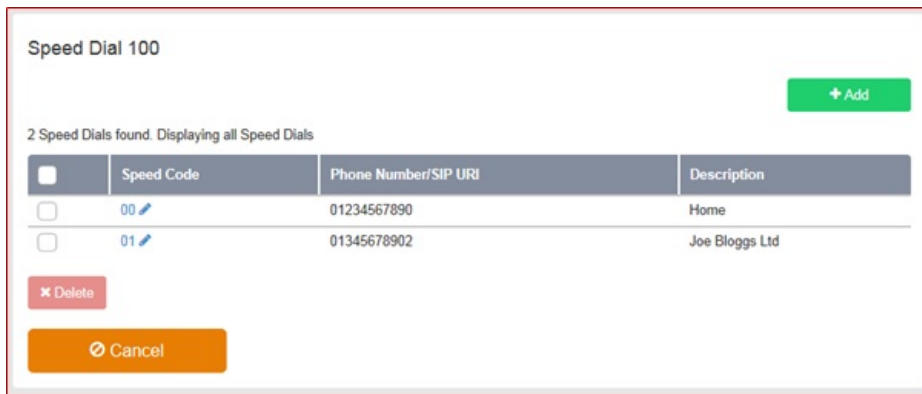 Speed Dial 100
+ Add
2 Speed Dials found. Displaying all Speed Dials
Speed Code Phone Number/SIP URI Description
00 01234567890 Home
01 01345678902 Joe Bloggs Ltd
Delete
Cancel